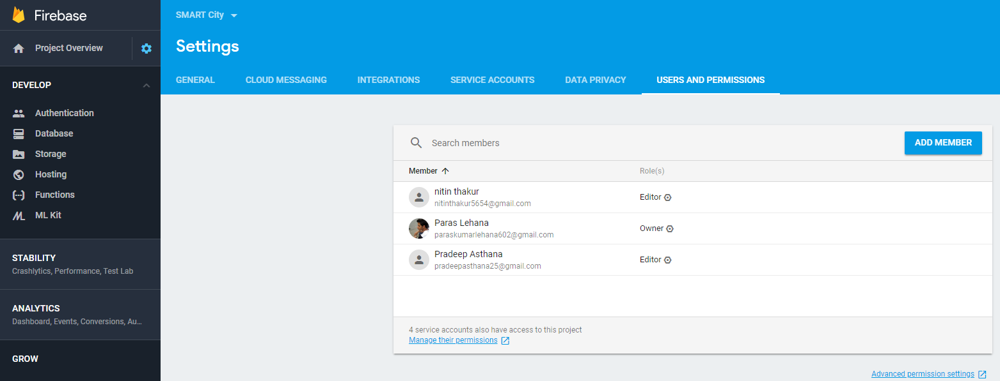 Firebase
Project Overview
DEVELOP
Authentication
Database
Storage
Hosting
Functions
ML Kit
STABILITY
Crashlytics, Performance, Test Lab
ANALYTICS
Dashboard, Events, Conversions, Au...
GROW
SMART City
Settings
GENERAL CLOUD MESSAGING INTEGRATIONS SERVICE ACCOUNTS DATA PRIVACY USERS AND PERMISSIONS
Search members ADD MEMBER
Member Role(s)
nitin thakur
nitinthakur5654@gmail.com
Editor
Paras Lehana
paraskumarlehana602@gmail.com
Owner
Pradeep Asthana
pradeepasthana25@gmail.com
Editor
4 service accounts also have access to this project
Manage their permissions
Advanced permission settings